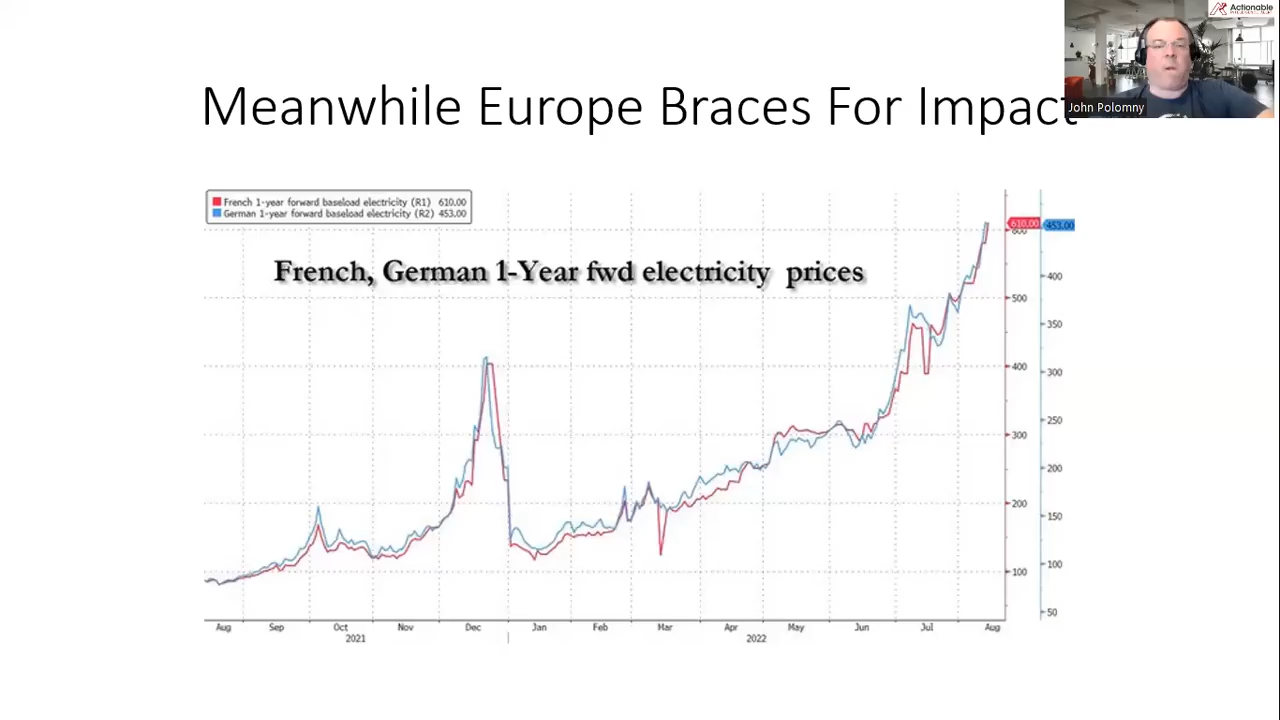 Actionable
Meanwhile Europe Braces For Impact
John Polomny
French 1-year forward baseload electricity (R1) 610.00
German 1-year forward baseload electricity (R2) 453.00
French, German 1-Year fwd electricity prices
610.00 453.00
600
400
500
350
400
300
250
300
200
200
150
100
100
50
Aug Sep Oct Nov Dec Jan Feb Mar Apr May Jun Jul Aug
2021 2022